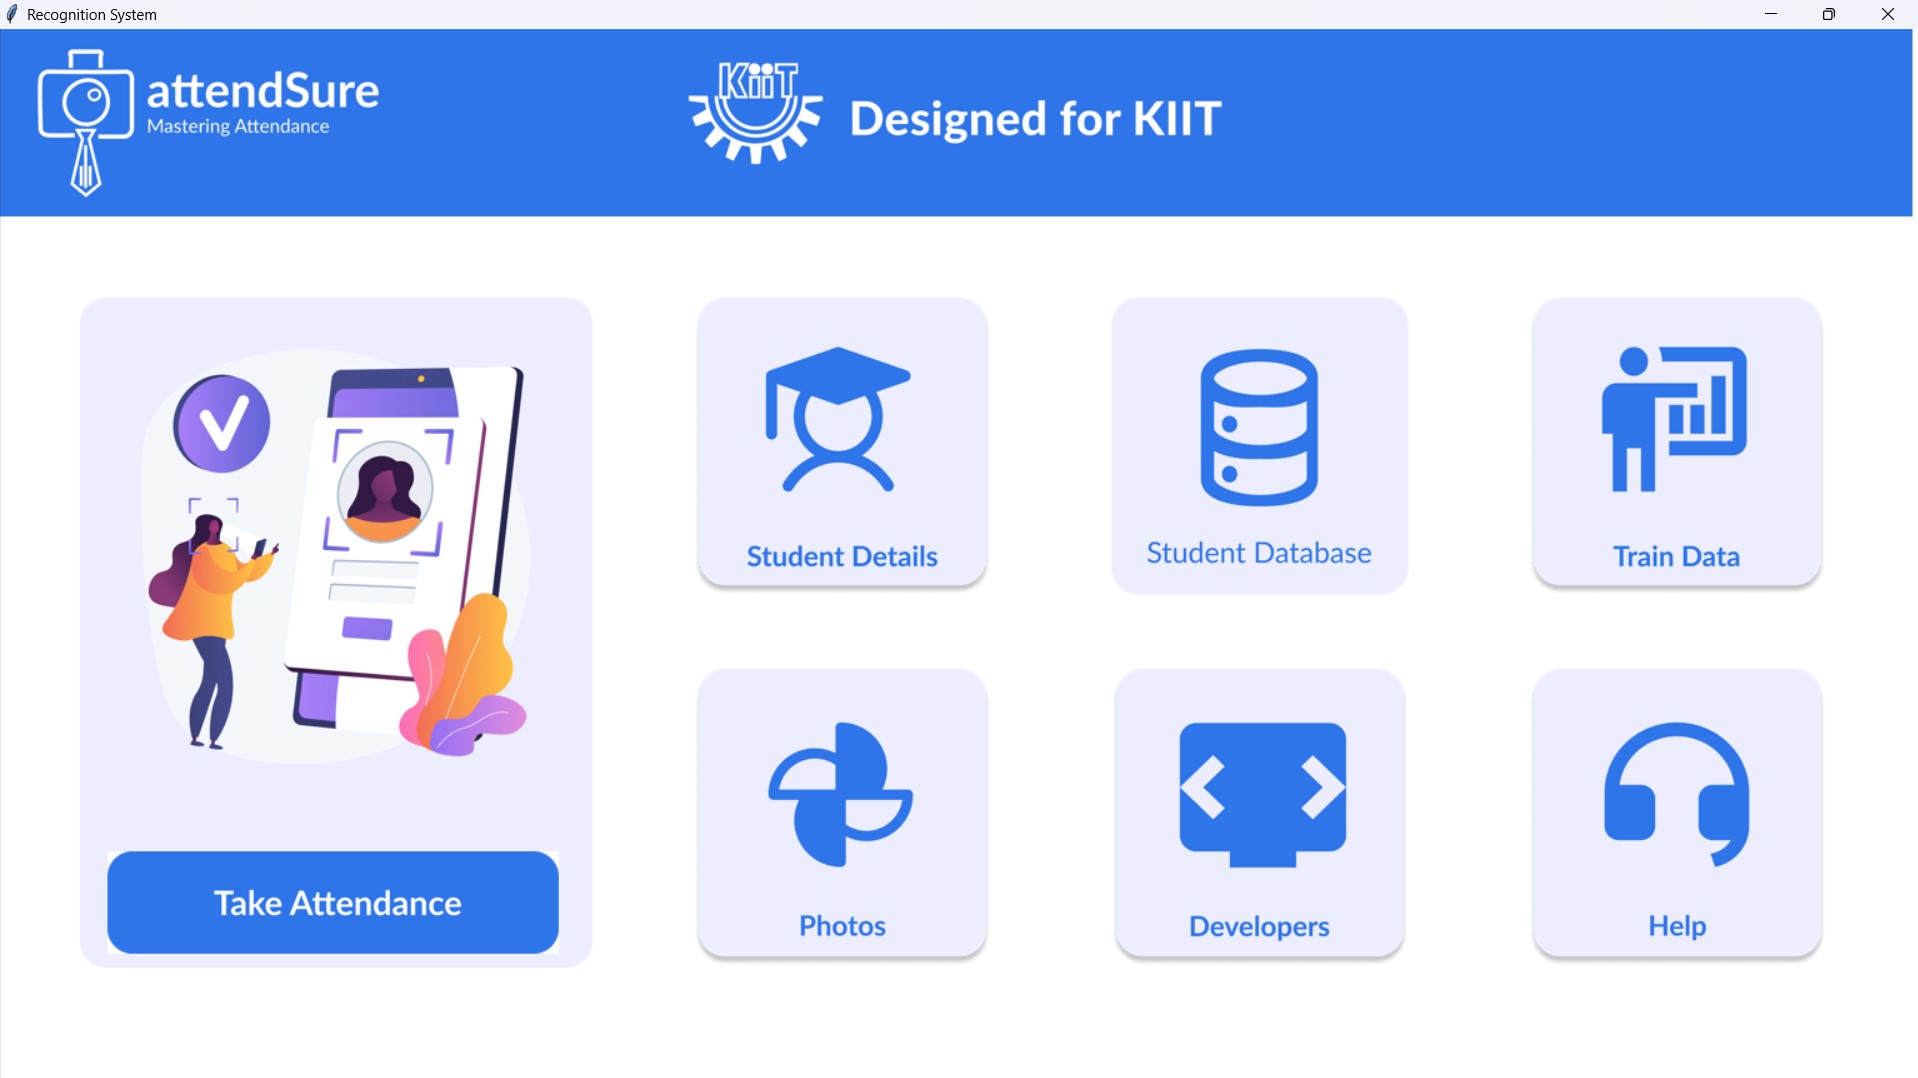 Recognition System
attendSure
Mastering Attendance
KiiT
Designed for KIIT
Student Details
Student Database
Train Data
Take Attendance
Photos
Developers
Help